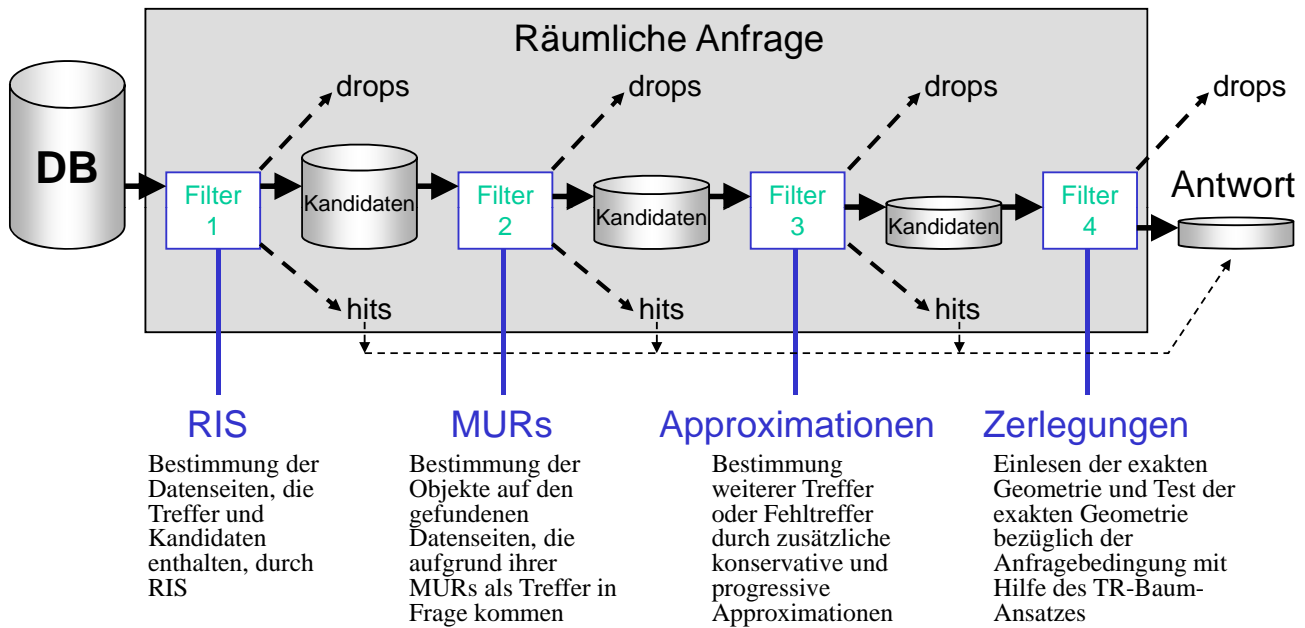 Räumliche Anfrage
drops
drops
drops
drops
DB
Filter
1
Kandidaten
Filter
2
Kandidaten
Filter
3
Kandidaten
Filter
4
Antwort
hits
hits
hits
RIS
Bestimmung der
Datenseiten, die
Treffer und
Kandidaten
enthalten, durch
RIS
MURs
Bestimmung der
Objekte auf den
gefundenen
Datenseiten, die
aufgrund ihrer
MURs als Treffer in
Frage kommen
Approximationen
Bestimmung
weiterer Treffer
oder Fehltreffer
durch zusätzliche
konservative und
progressive
Approximationen
Zerlegungen
Einlesen der exakten
Geometrie und Test der
exakten Geometrie
bezüglich der
Anfragebedingung mit
Hilfe des TR-Baum-
Ansatzes